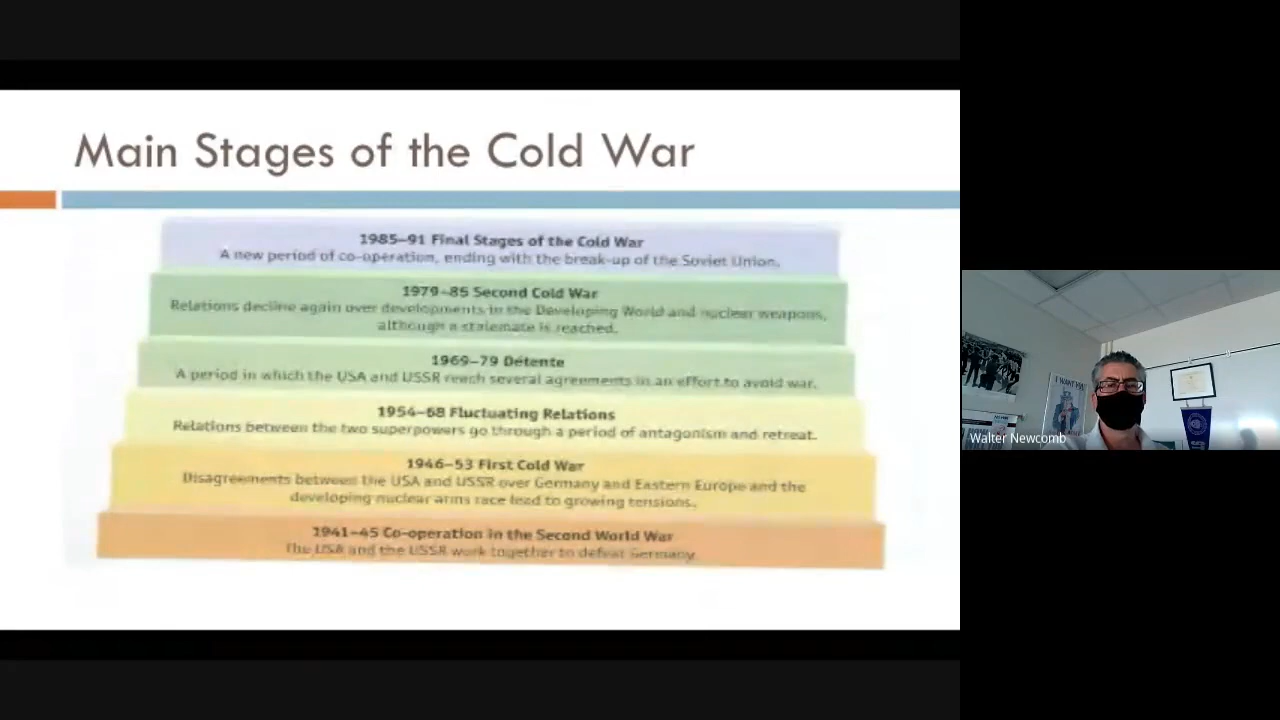 Main Stages of the Cold War
1985–91 Final Stages of the Cold War
A new period of co-operation, ending with the break-up of the Soviet Union.
1979–85 Second Cold War
Relations decline again over developments in the Developing World and nuclear weapons,
although a stalemate is reached.
1969–79 Détente
A period in which the USA and USSR reach several agreements in an effort to avoid war.
1954–68 Fluctuating Relations
Relations between the two superpowers go through a period of antagonism and retreat.
1946–53 First Cold War
Disagreements between the USA and USSR over Germany and Eastern Europe and the
developing nuclear arms race lead to growing tensions.
1941–45 Co-operation in the Second World War
The USA and the USSR work together to defeat Germany.
I WANT YOU
Walter Newcomb